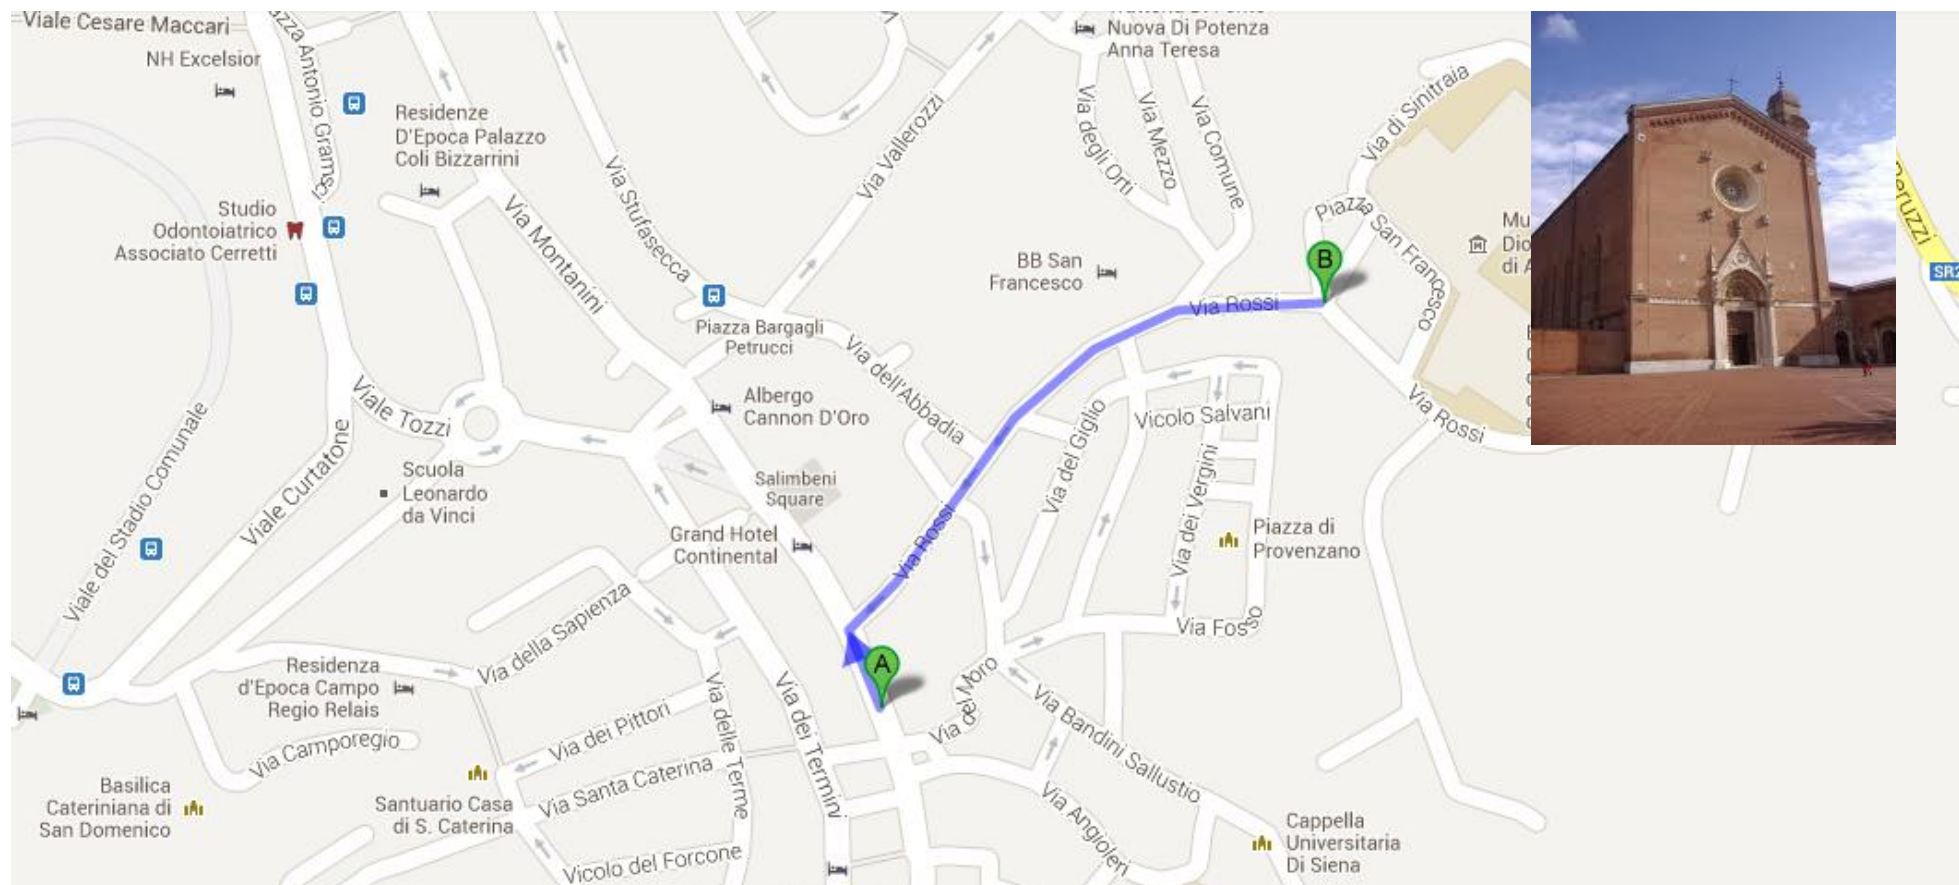 Viale Cesare Maccari
NH Excelsior
Antonio Gramsci
Residenze
D'Epoca Palazzo
Coli Bizzarrini
Nuova Di Potenza
Anna Teresa
Via di Sinitraia
Via degli Orti
Via Mezzo
Via Comune
Via Vallerozzi
Via Stufasecca
Studio
Odontoiatrico
Associato Cerretti
Via Montanini
Piazza San Francesco
B
BB San
Francesco
Via Rossi
Piazza Bargagli
Petrucci
Via dell'Abbadia
Viale Tozzi
Albergo
Cannon D'Oro
Via del Giglio
Vicolo Salvani
Via Rossi
Viale del Stadio Comunale
Viale Curtatone
Scuola
Leonardo
da Vinci
Salimbeni
Square
Grand Hotel
Continental
Via Rossi
Via dei Vergini
Piazza di
Provenzano
Via Fosso
Via della Sapienza
Residenza
d'Epoca Campo
Regio Relais
A
Via dei Pittori
Via delle Terme
Via dei Termini
Via Bandini Sallustio
Via Camporegio
Via Santa Caterina
Basilica
Cateriniana di
San Domenico
Santuario Casa
di S. Caterina
Vicolo del Forcone
Via Angioleri
Cappella
Universitaria
Di Siena